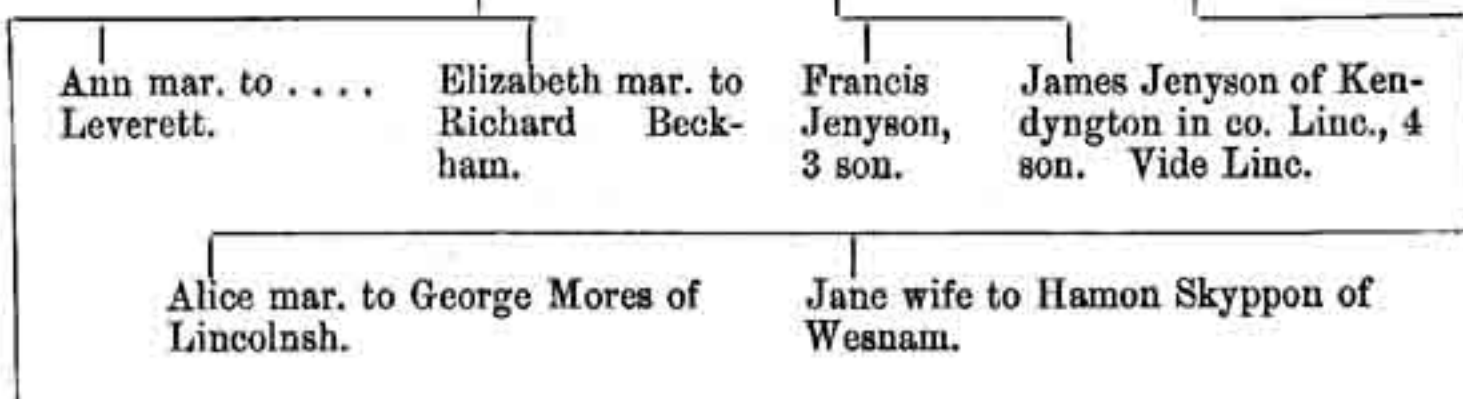 Ann mar. to . . . .
Leverett.
Elizabeth mar. to
Richard Beck-
ham.
Francis
Jenyson,
3 son.
James Jenyson of Ken-
dyngton in co. Linc., 4
son. Vide Linc.
Alice mar. to George Mores of
Lincolnsh.
Jane wife to Hamon Skyppon of
Wesnam.